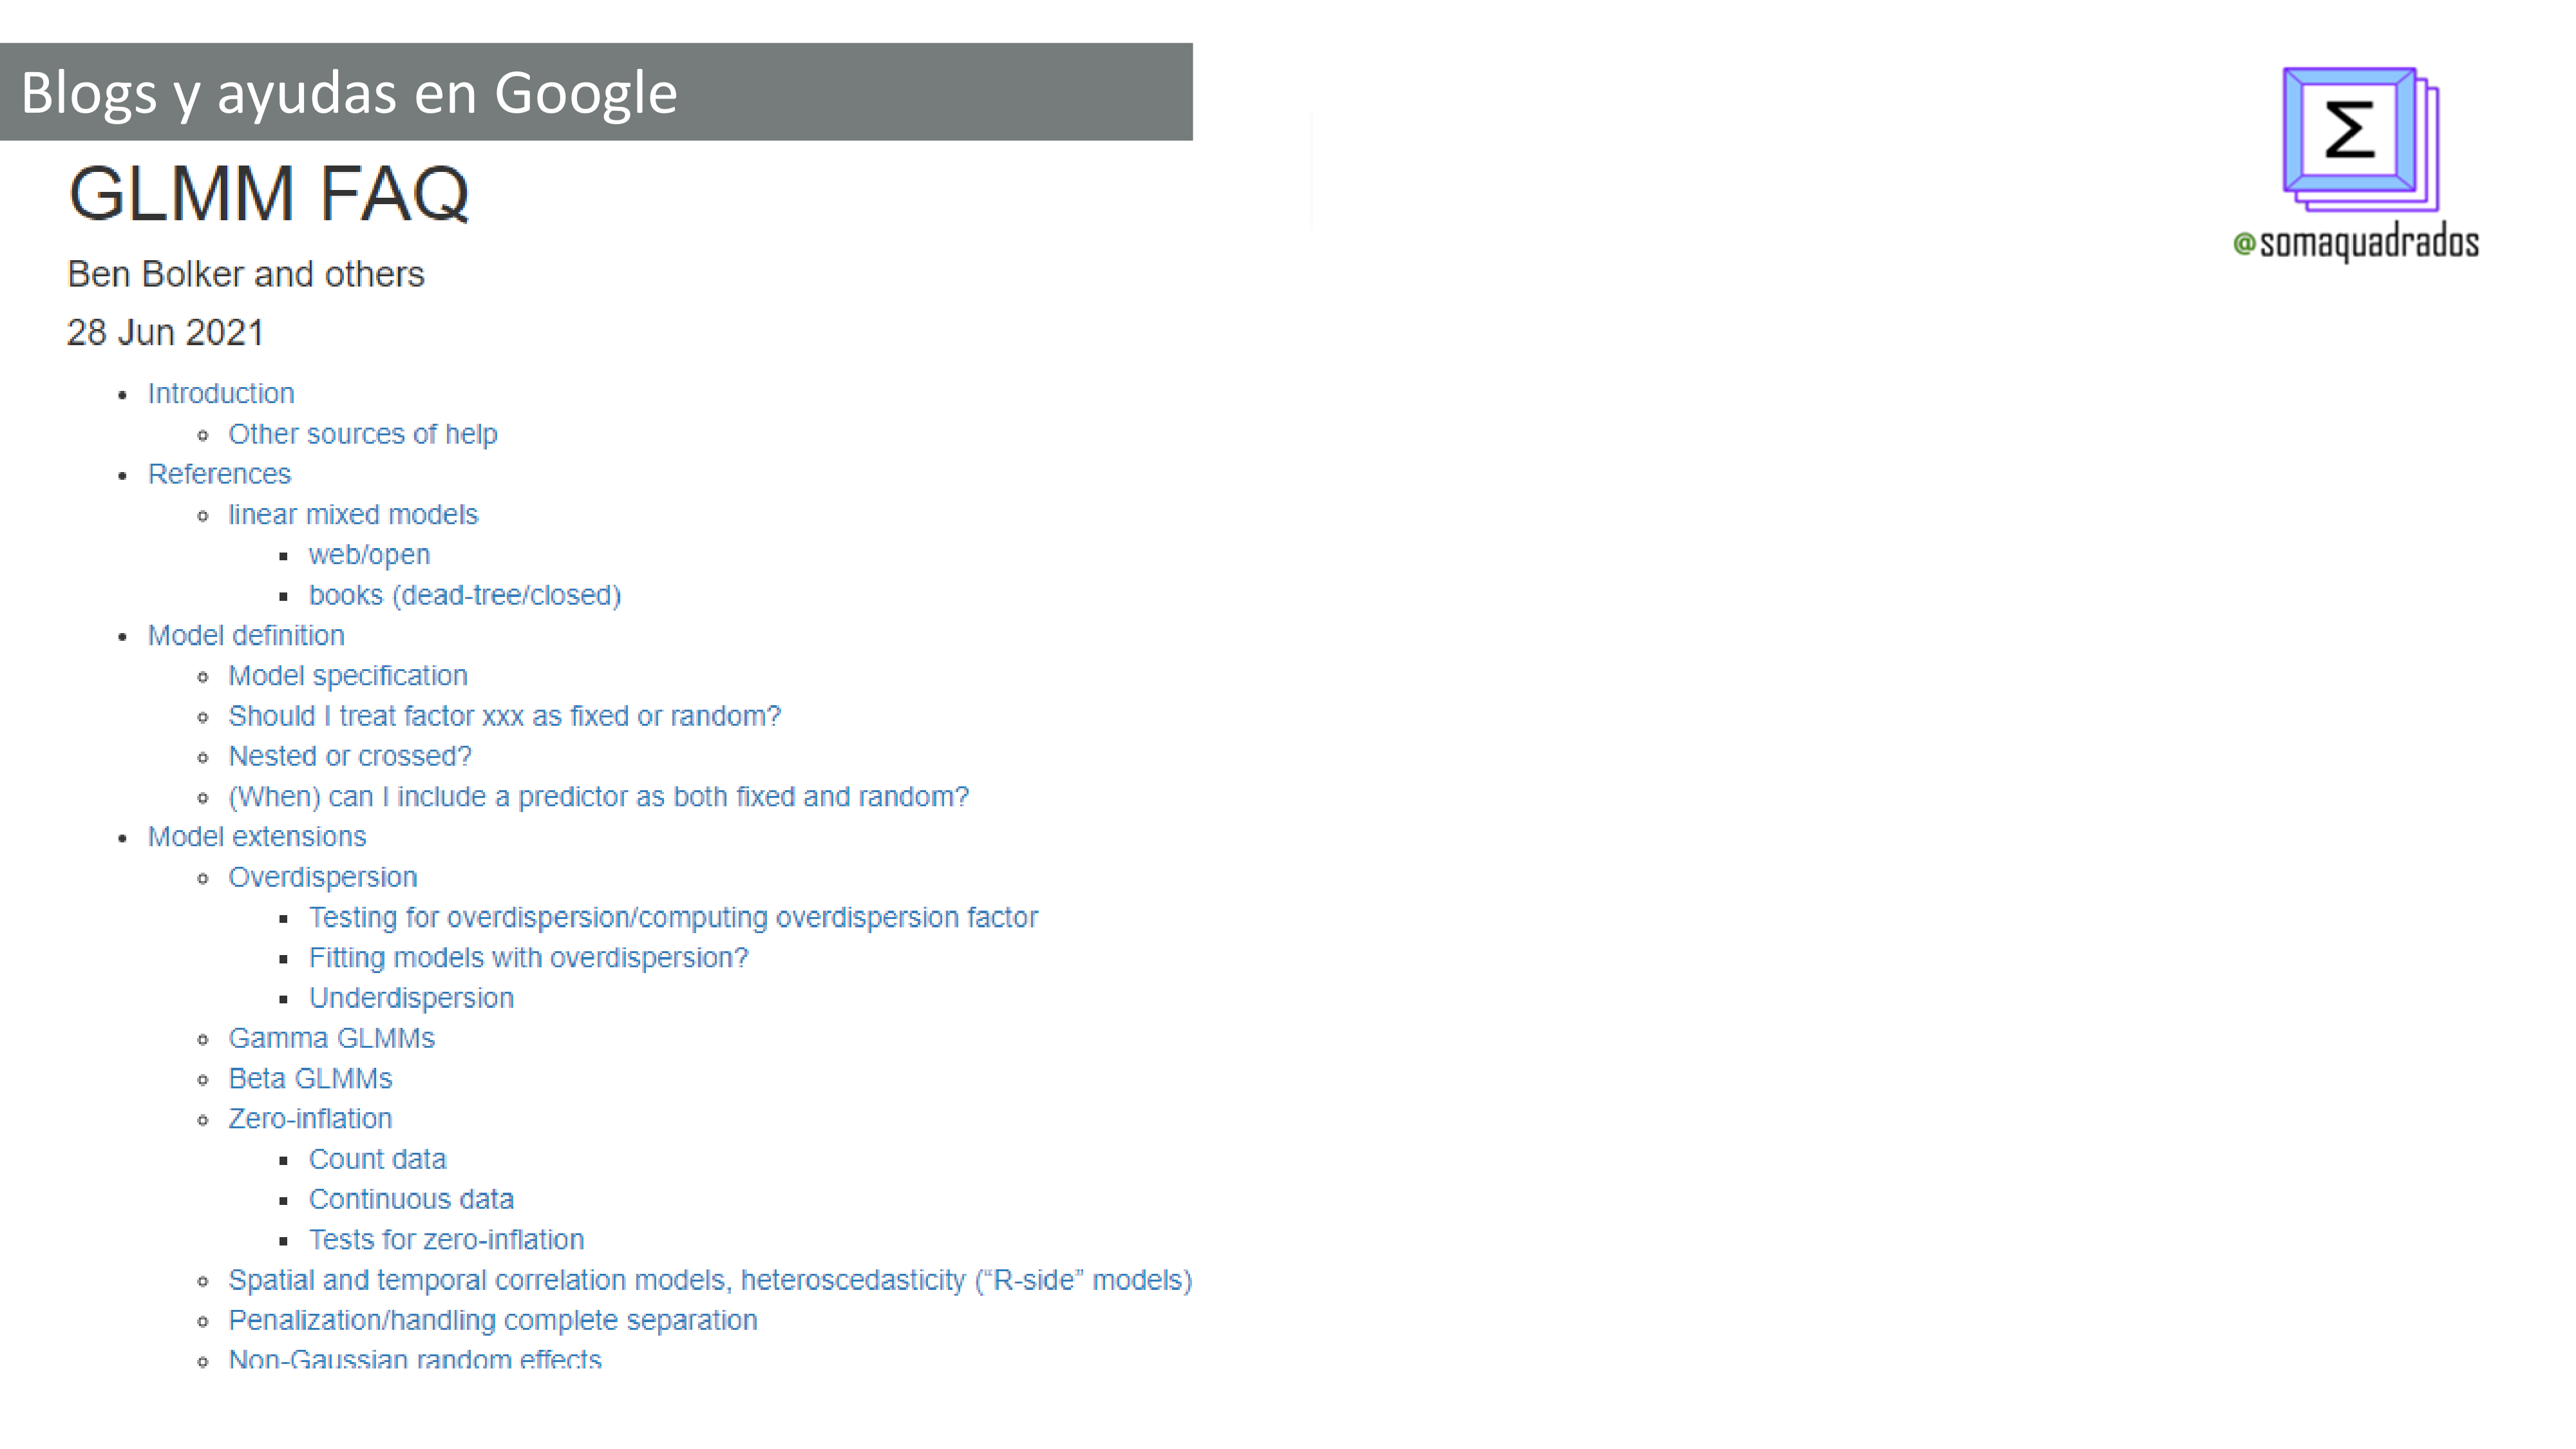 Blogs y ayudas en Google
GLMM FAQ
Ben Bolker and others
28 Jun 2021
Introduction
Other sources of help
References
linear mixed models
web/open
books (dead-tree/closed)
Model definition
Model specification
Should I treat factor xxx as fixed or random?
Nested or crossed?
(When) can I include a predictor as both fixed and random?
Model extensions
Overdispersion
Testing for overdispersion/computing overdispersion factor
Fitting models with overdispersion?
Underdispersion
Gamma GLMMs
Beta GLMMs
Zero-inflation
Count data
Continuous data
Tests for zero-inflation
Spatial and temporal correlation models, heteroscedasticity (“R-side” models)
Penalization/handling complete separation
Non-Gaussian random effects
Σ
@somaquadrados